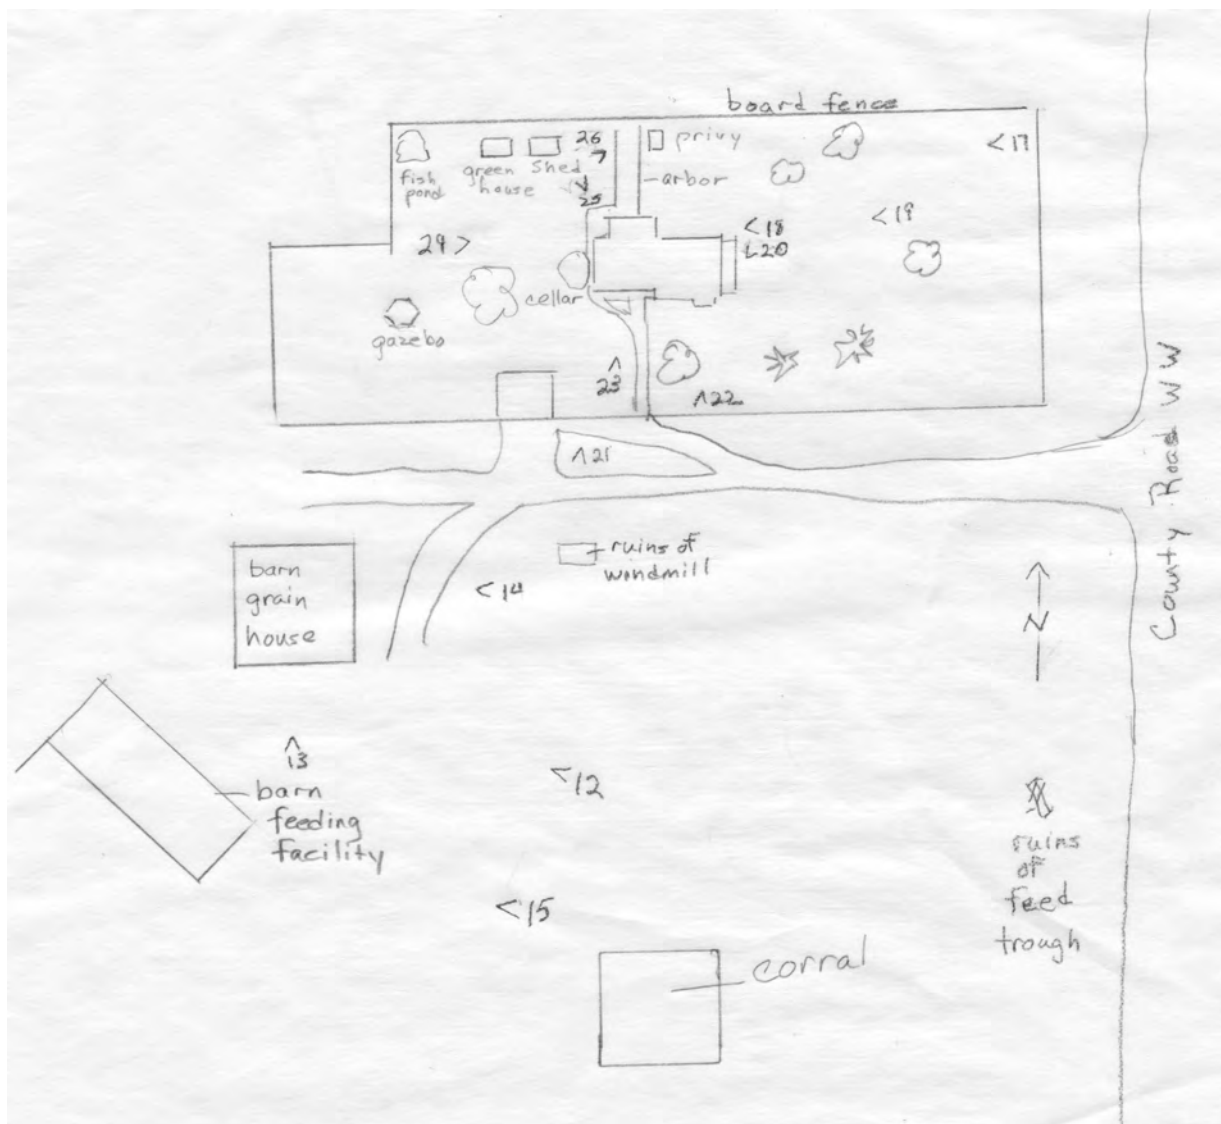 board fence
26
privy
<17
fish
pond
green
house
shed
arbor
25
<19
<18
20
29>
cellar
gazebo
^
23
^22
^21
County Road WW
ruins of
windmill
barn
grain
house
<14
N
^
13
<12
barn
feeding
facility
ruins
of
feed
trough
<15
corral